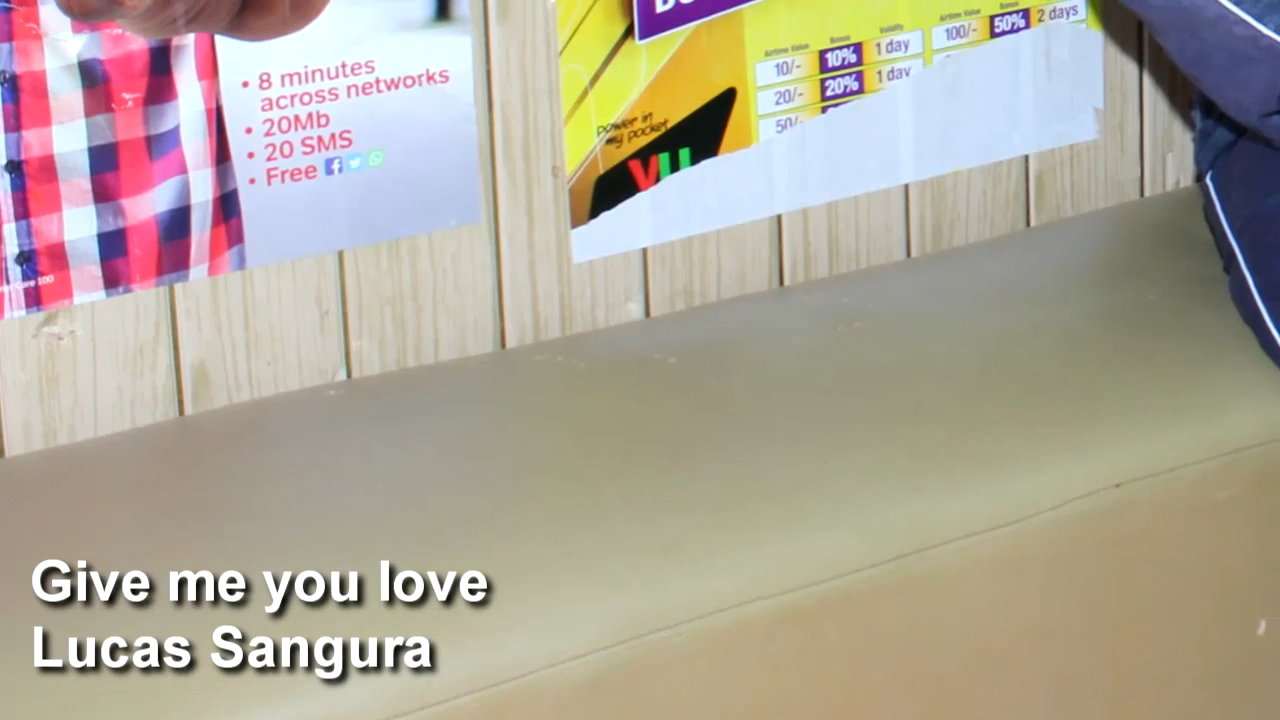 • 8 minutes
across networks
• 20Mb
• 20 SMS
• Free
Airtime Value Bonus Validity
10/- 10% 1 day
20/- 20% 1 day
50/-
Airtime Value Bonus
100/- 50% 2 days
power in
my pocket
YU
Give me you love
Lucas Sangura